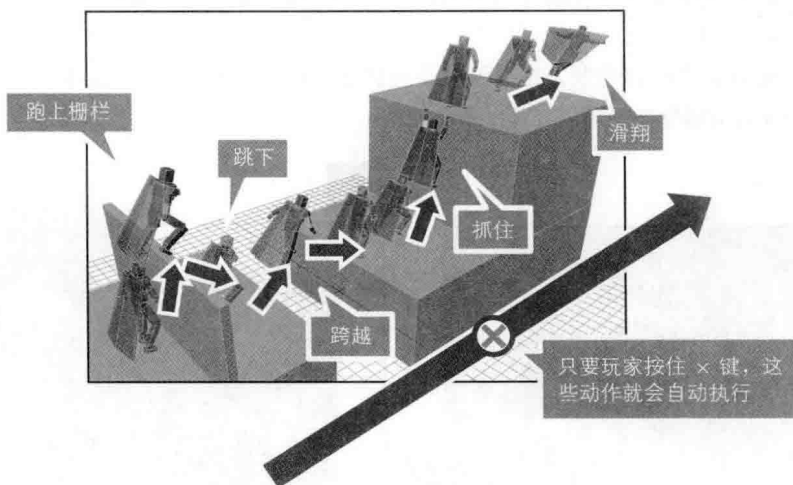 跑上栅栏
跳下
滑翔
抓住
跨越
只要玩家按住 × 键，这
些动作就会自动执行